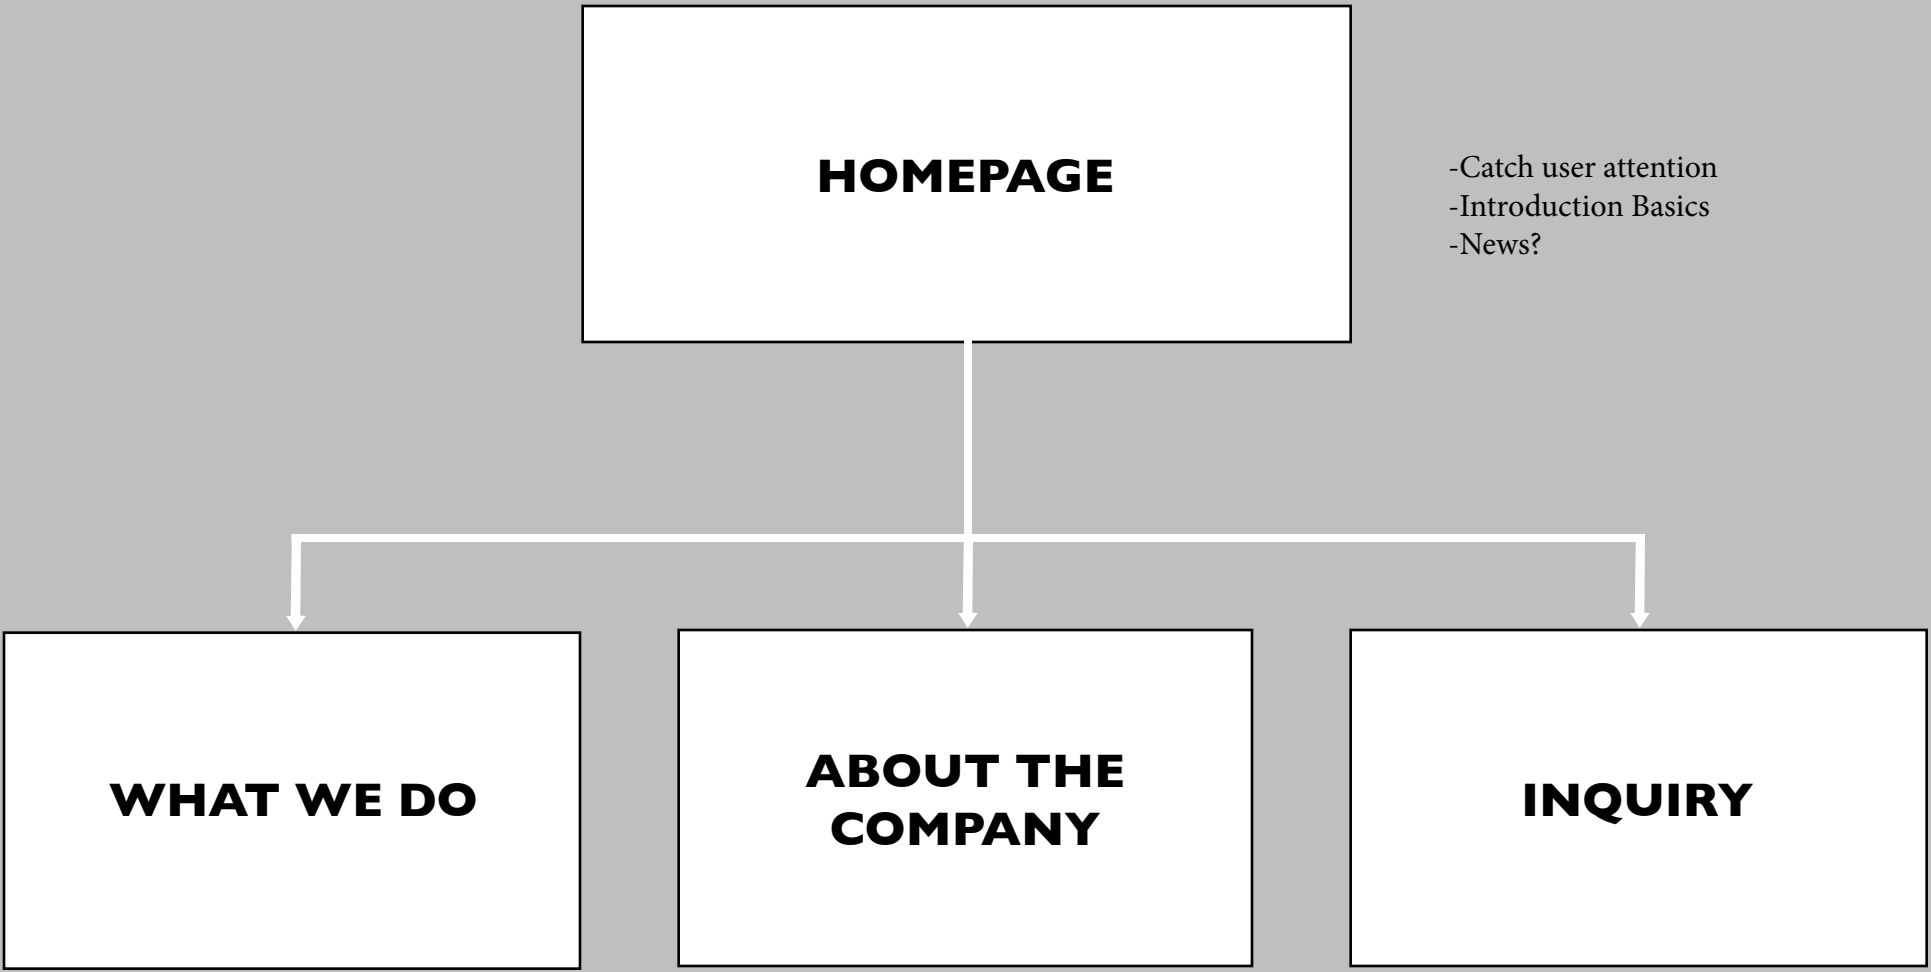 HOMEPAGE
-Catch user attention
-Introduction Basics
-News?
WHAT WE DO
ABOUT THE
COMPANY
INQUIRY